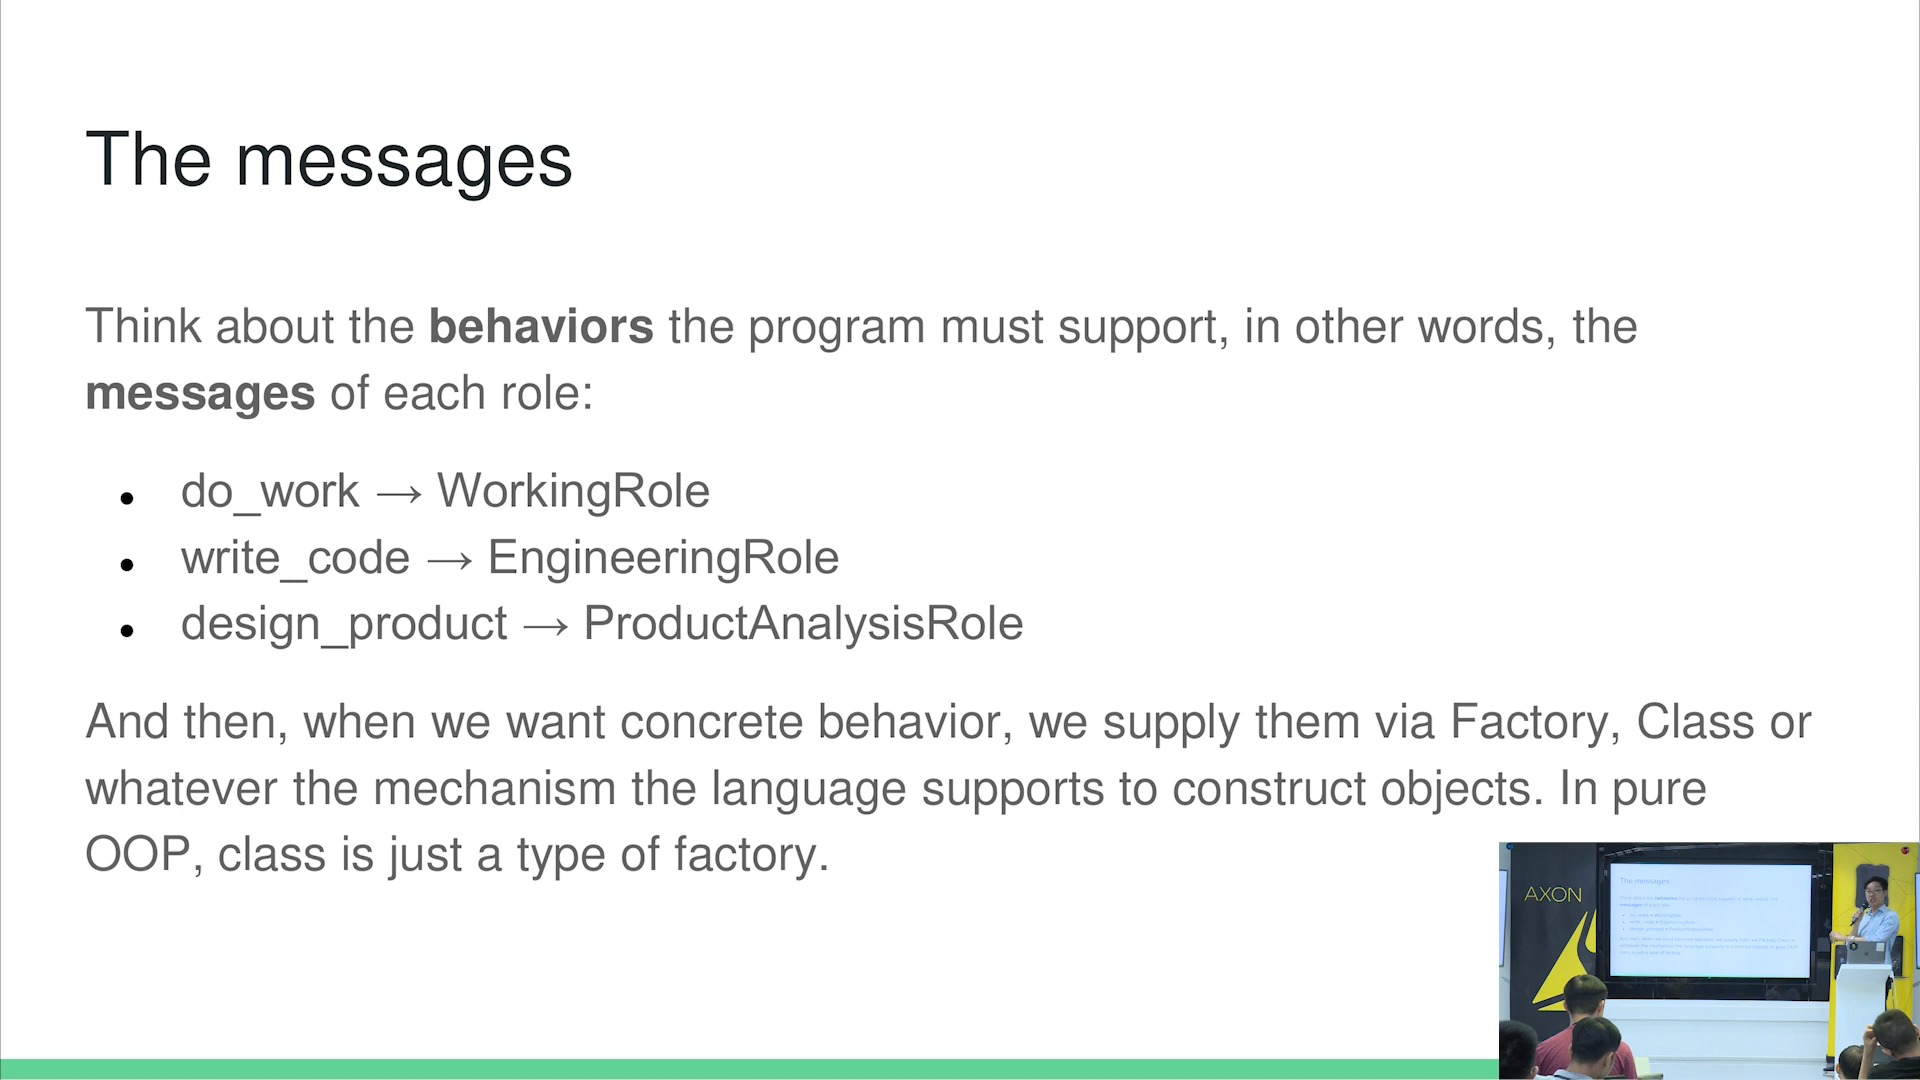 The messages
Think about the behaviors the program must support, in other words, the
messages of each role:
● do_work → WorkingRole
● write_code → EngineeringRole
● design_product → ProductAnalysisRole
And then, when we want concrete behavior, we supply them via Factory, Class or
whatever the mechanism the language supports to construct objects. In pure
OOP, class is just a type of factory.
AXON
The messages